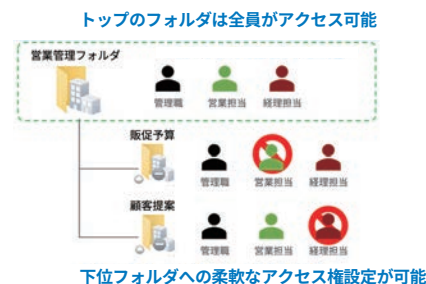 トップのフォルダは全員がアクセス可能
営業管理フォルダ
管理職 営業担当 経理担当
販促予算
管理職 営業担当 経理担当
顧客提案
管理職 営業担当 経理担当
下位フォルダへの柔軟なアクセス権設定が可能